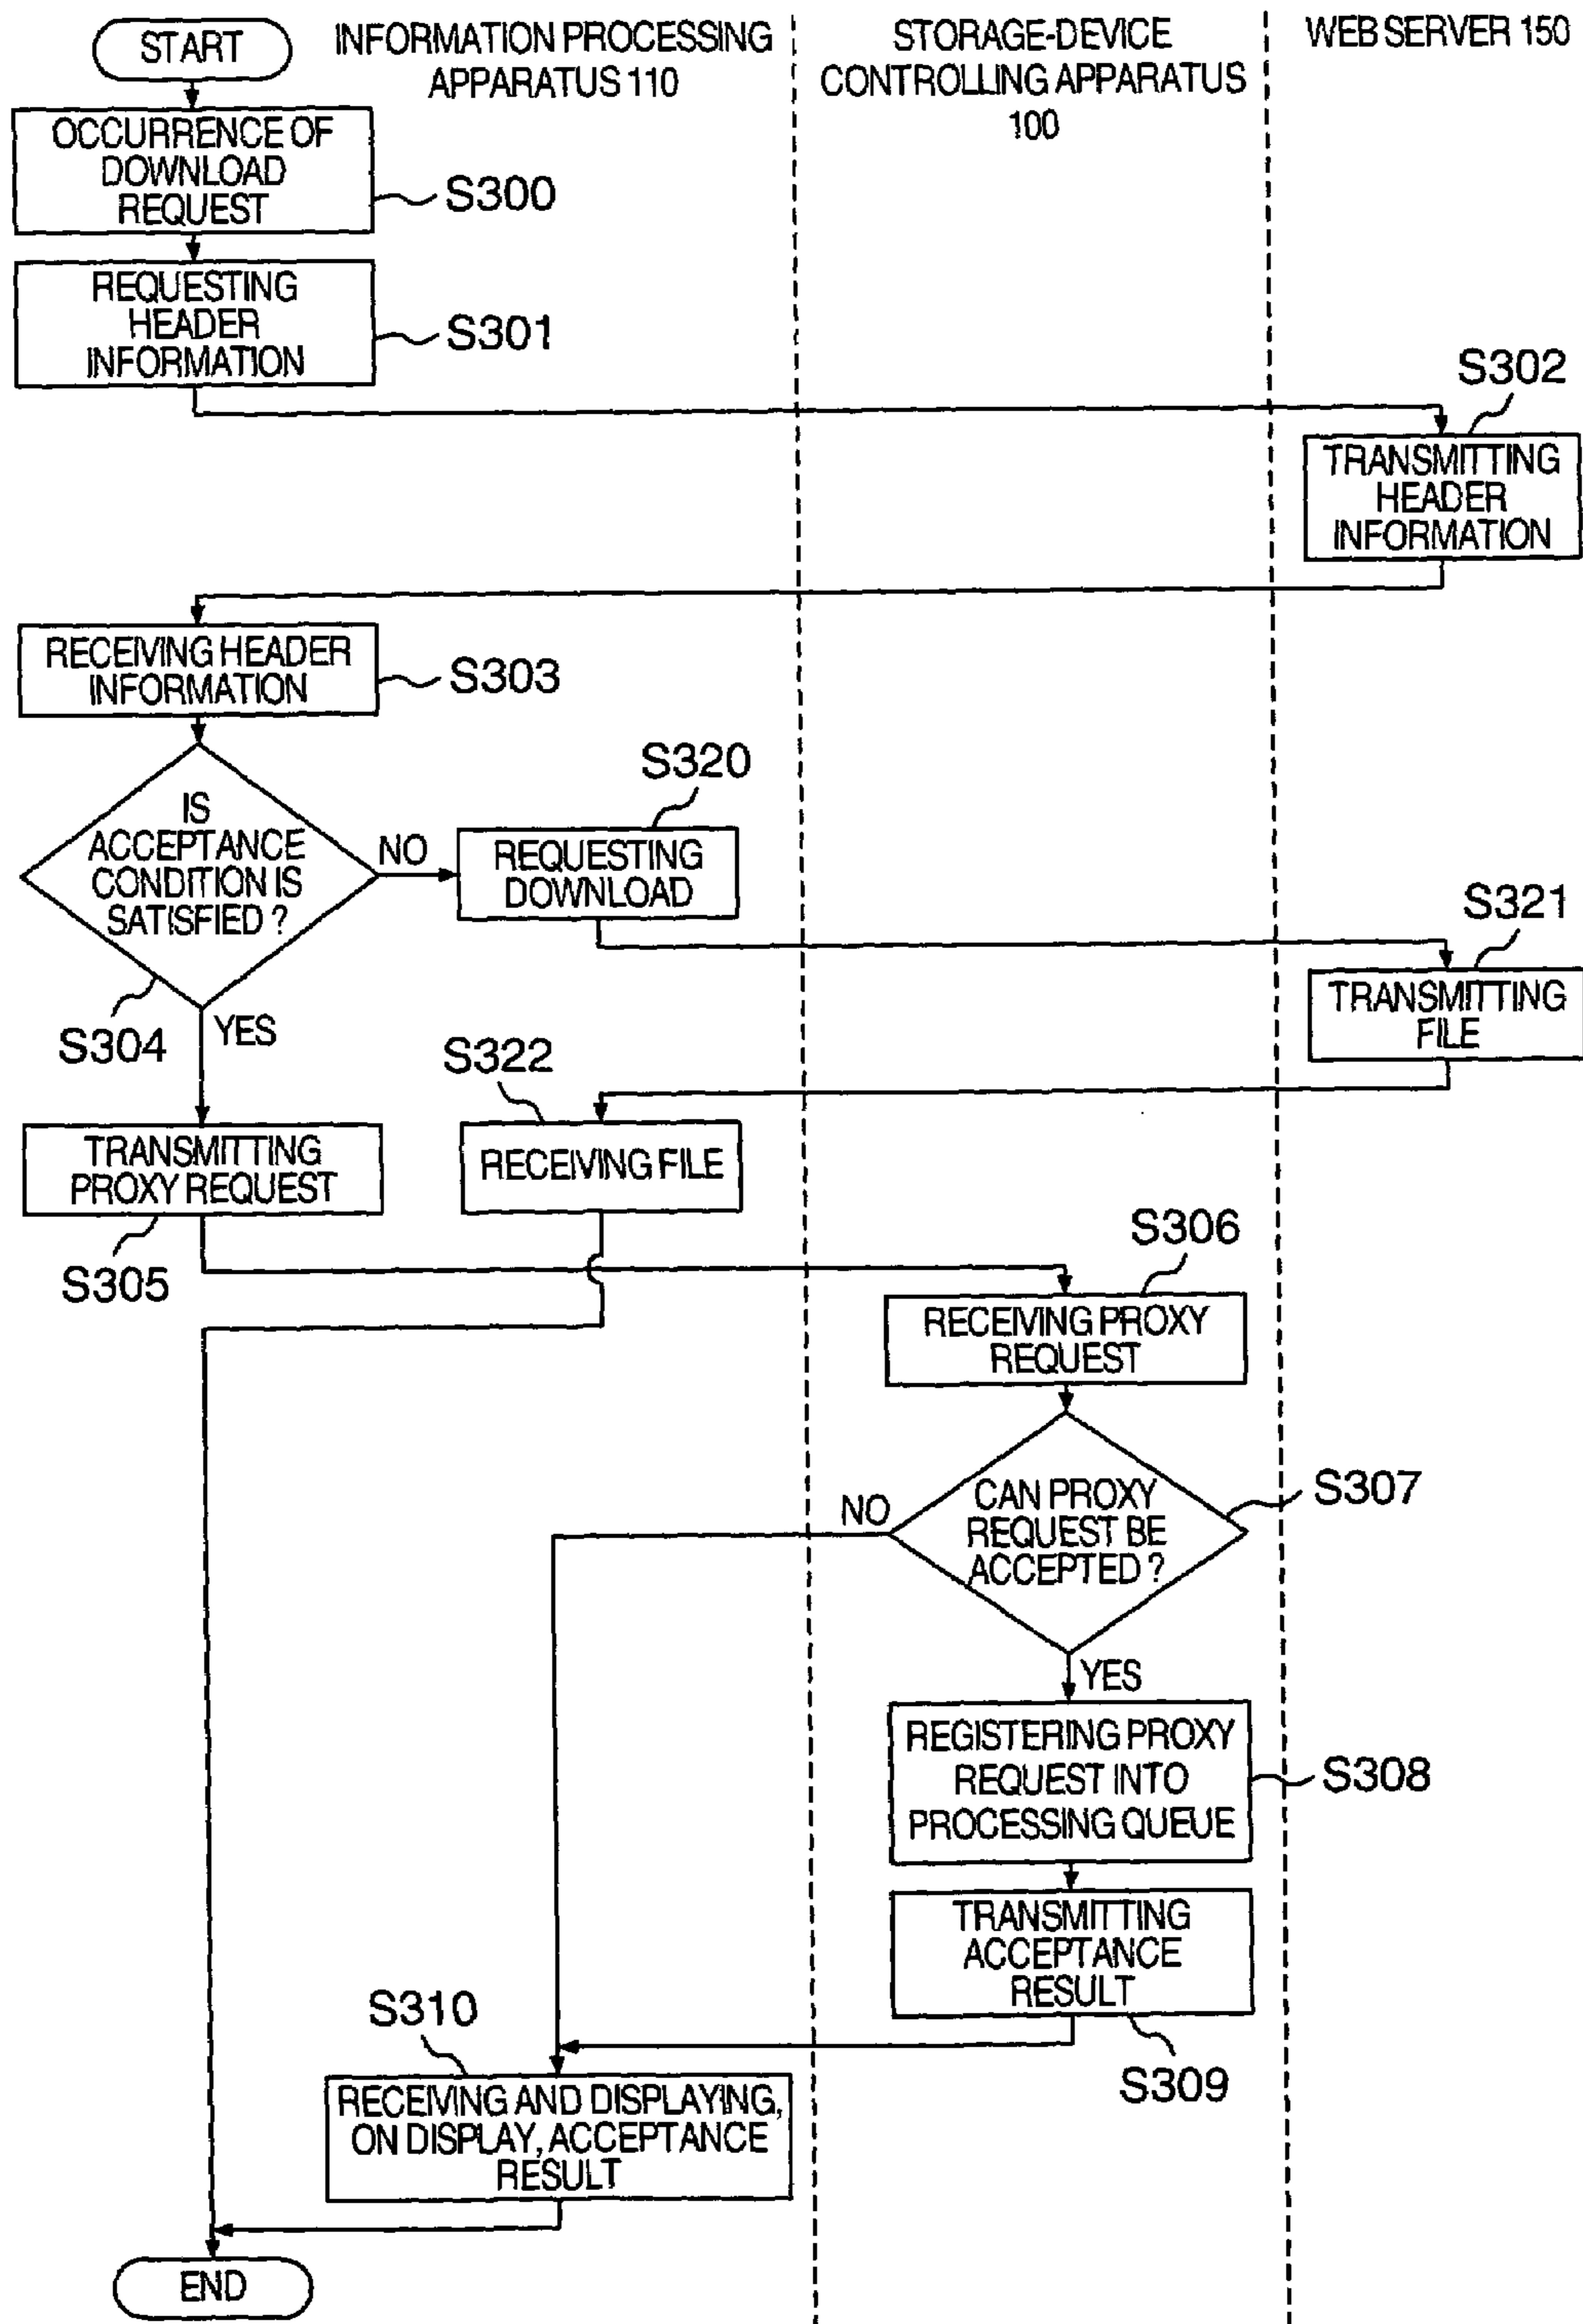 START
INFORMATION PROCESSING
APPARATUS 110
STORAGE-DEVICE
CONTROLLING APPARATUS
100
WEB SERVER 150
OCCURRENCE OF
DOWNLOAD
REQUEST
S300
REQUESTING
HEADER
INFORMATION
S301
S302
TRANSMITTING
HEADER
INFORMATION
RECEIVING HEADER
INFORMATION
S303
IS
ACCEPTANCE
CONDITION IS
SATISFIED ?
S304
NO
YES
S320
REQUESTING
DOWNLOAD
S321
TRANSMITTING
FILE
S322
RECEIVING FILE
TRANSMITTING
PROXY REQUEST
S305
S306
RECEIVING PROXY
REQUEST
CAN PROXY
REQUEST BE
ACCEPTED ?
S307
NO
YES
REGISTERING PROXY
REQUEST INTO
PROCESSING QUEUE
S308
TRANSMITTING
ACCEPTANCE
RESULT
S309
S310
RECEIVING AND DISPLAYING,
ON DISPLAY, ACCEPTANCE
RESULT
END